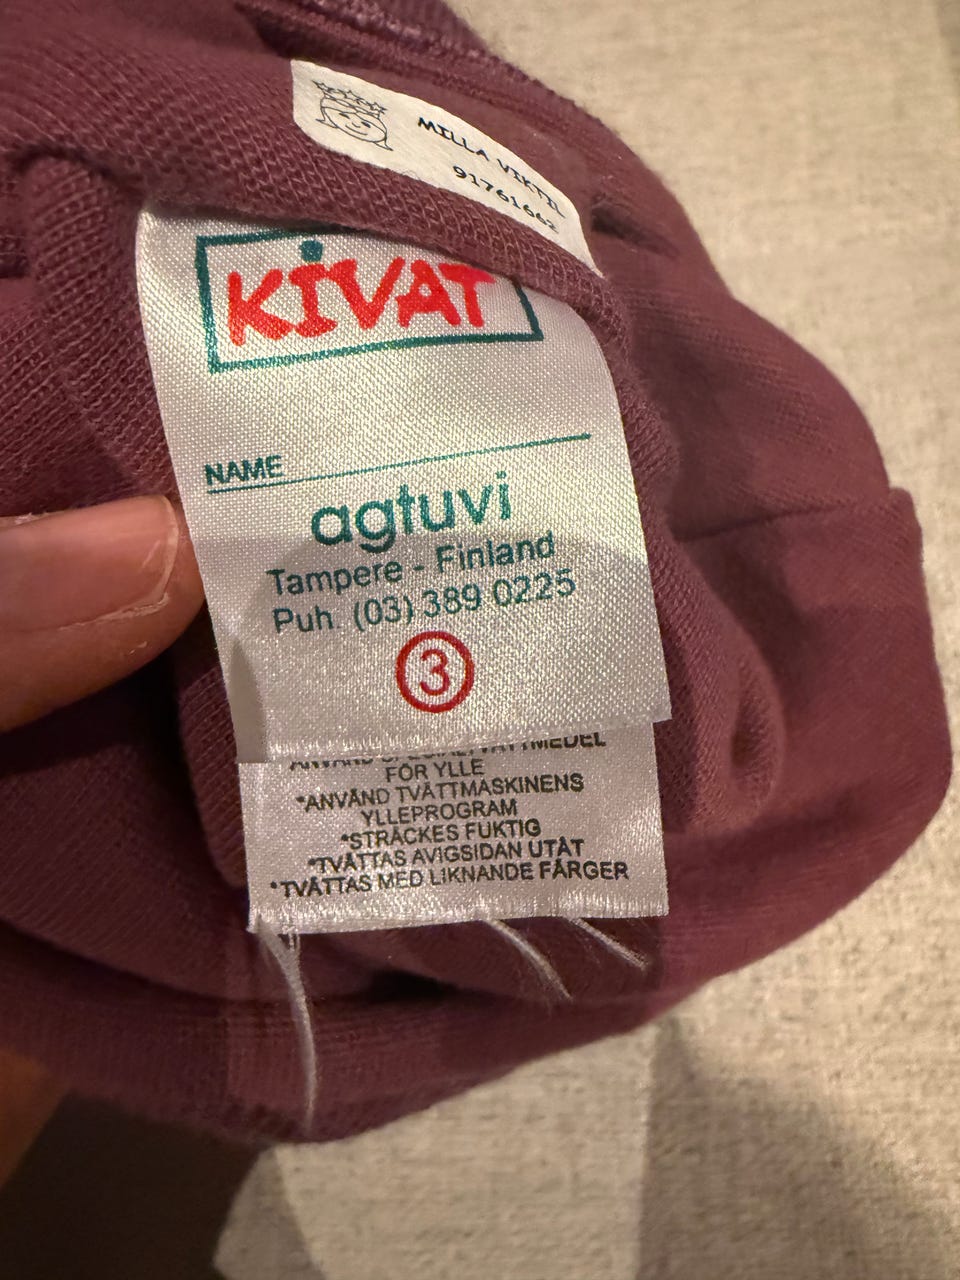 MILLA VIKTIL
91761662
KIVAT
NAME
agtuvi
Tampere - Finland
Puh. (03) 389 0225
3
FÖR YLLE
*ANVÄND TVÄTTMASKINENS
YLLEPROGRAM
*STRÄCKES FUKTIG
*TVÄTTAS AVIGSIDAN UTÅT
*TVÄTTAS MED LIKNANDE FÄRGER